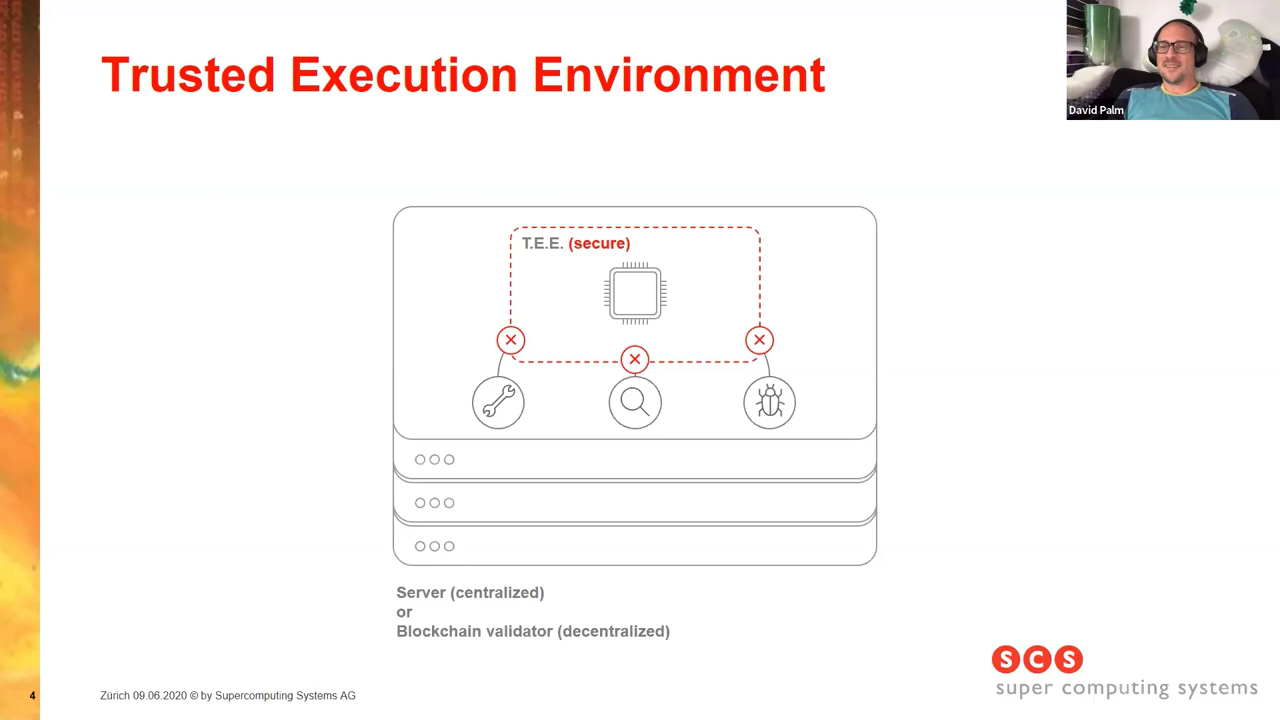 Trusted Execution Environment
David Palm
T.E.E. (secure)
Server (centralized)
or
Blockchain validator (decentralized)
4
Zürich 09.06.2020 © by Supercomputing Systems AG
SCS
super computing systems